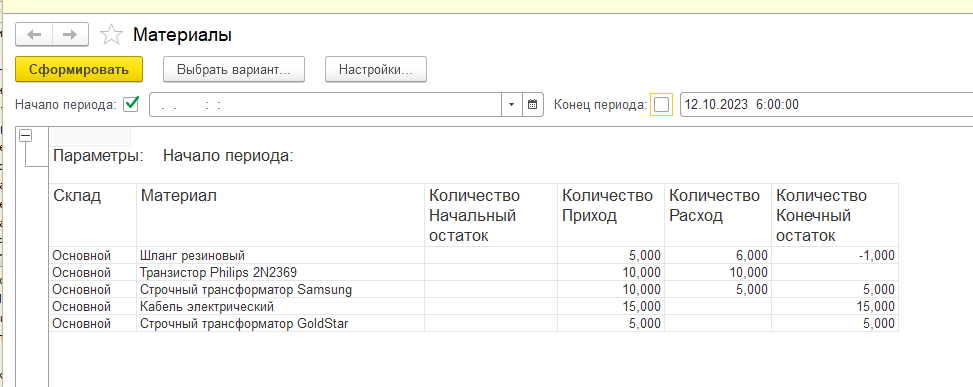 Материалы
Сформировать Выбрать вариант... Настройки...
Начало периода: . . : : Конец периода: 12.10.2023 6:00:00
Параметры: Начало периода:
Склад Материал Количество Начальный остаток Количество Приход Количество Расход Количество Конечный остаток
Основной Шланг резиновый 5,000 6,000 -1,000
Основной Транзистор Philips 2N2369 10,000 10,000
Основной Строчный трансформатор Samsung 10,000 5,000 5,000
Основной Кабель электрический 15,000 15,000
Основной Строчный трансформатор GoldStar 5,000 5,000